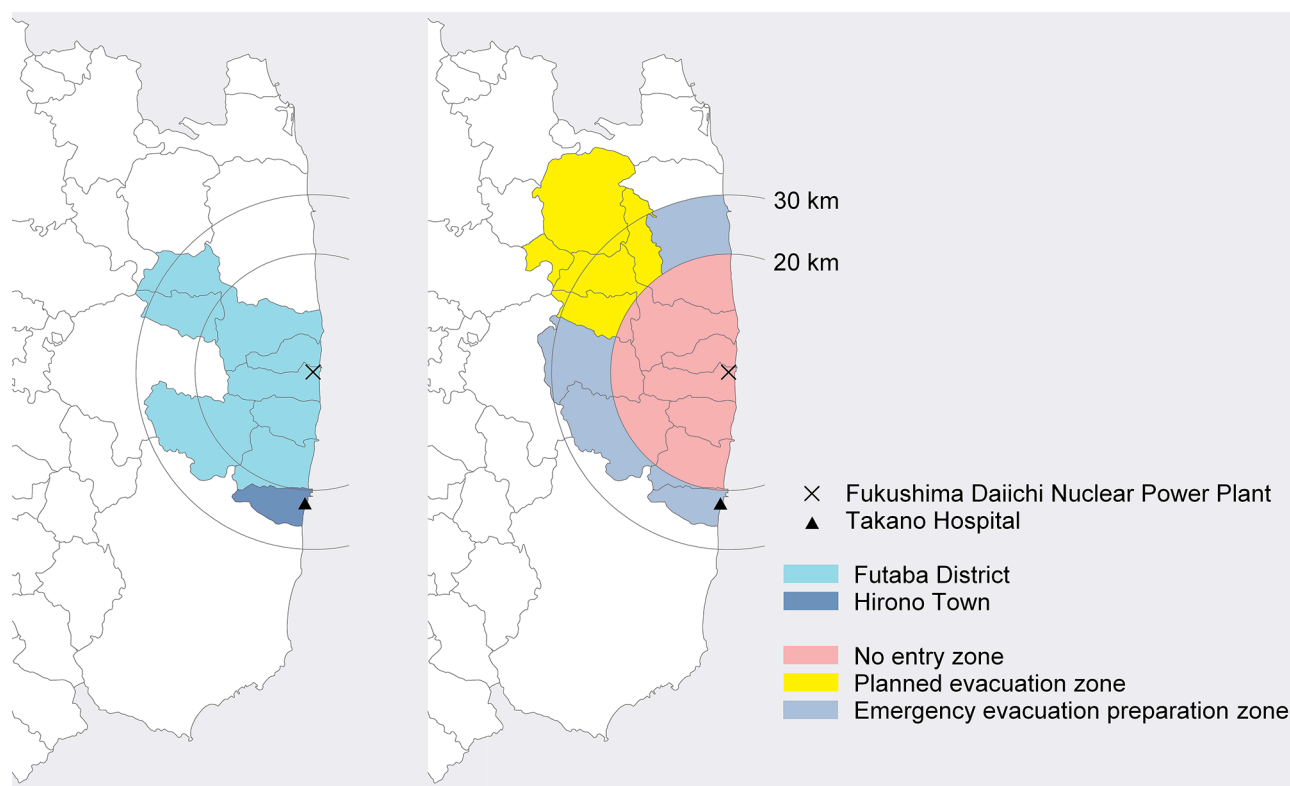 30 km
20 km
Fukushima Daiichi Nuclear Power Plant
Takano Hospital
Futaba District
Hirono Town
No entry zone
Planned evacuation zone
Emergency evacuation preparation zone